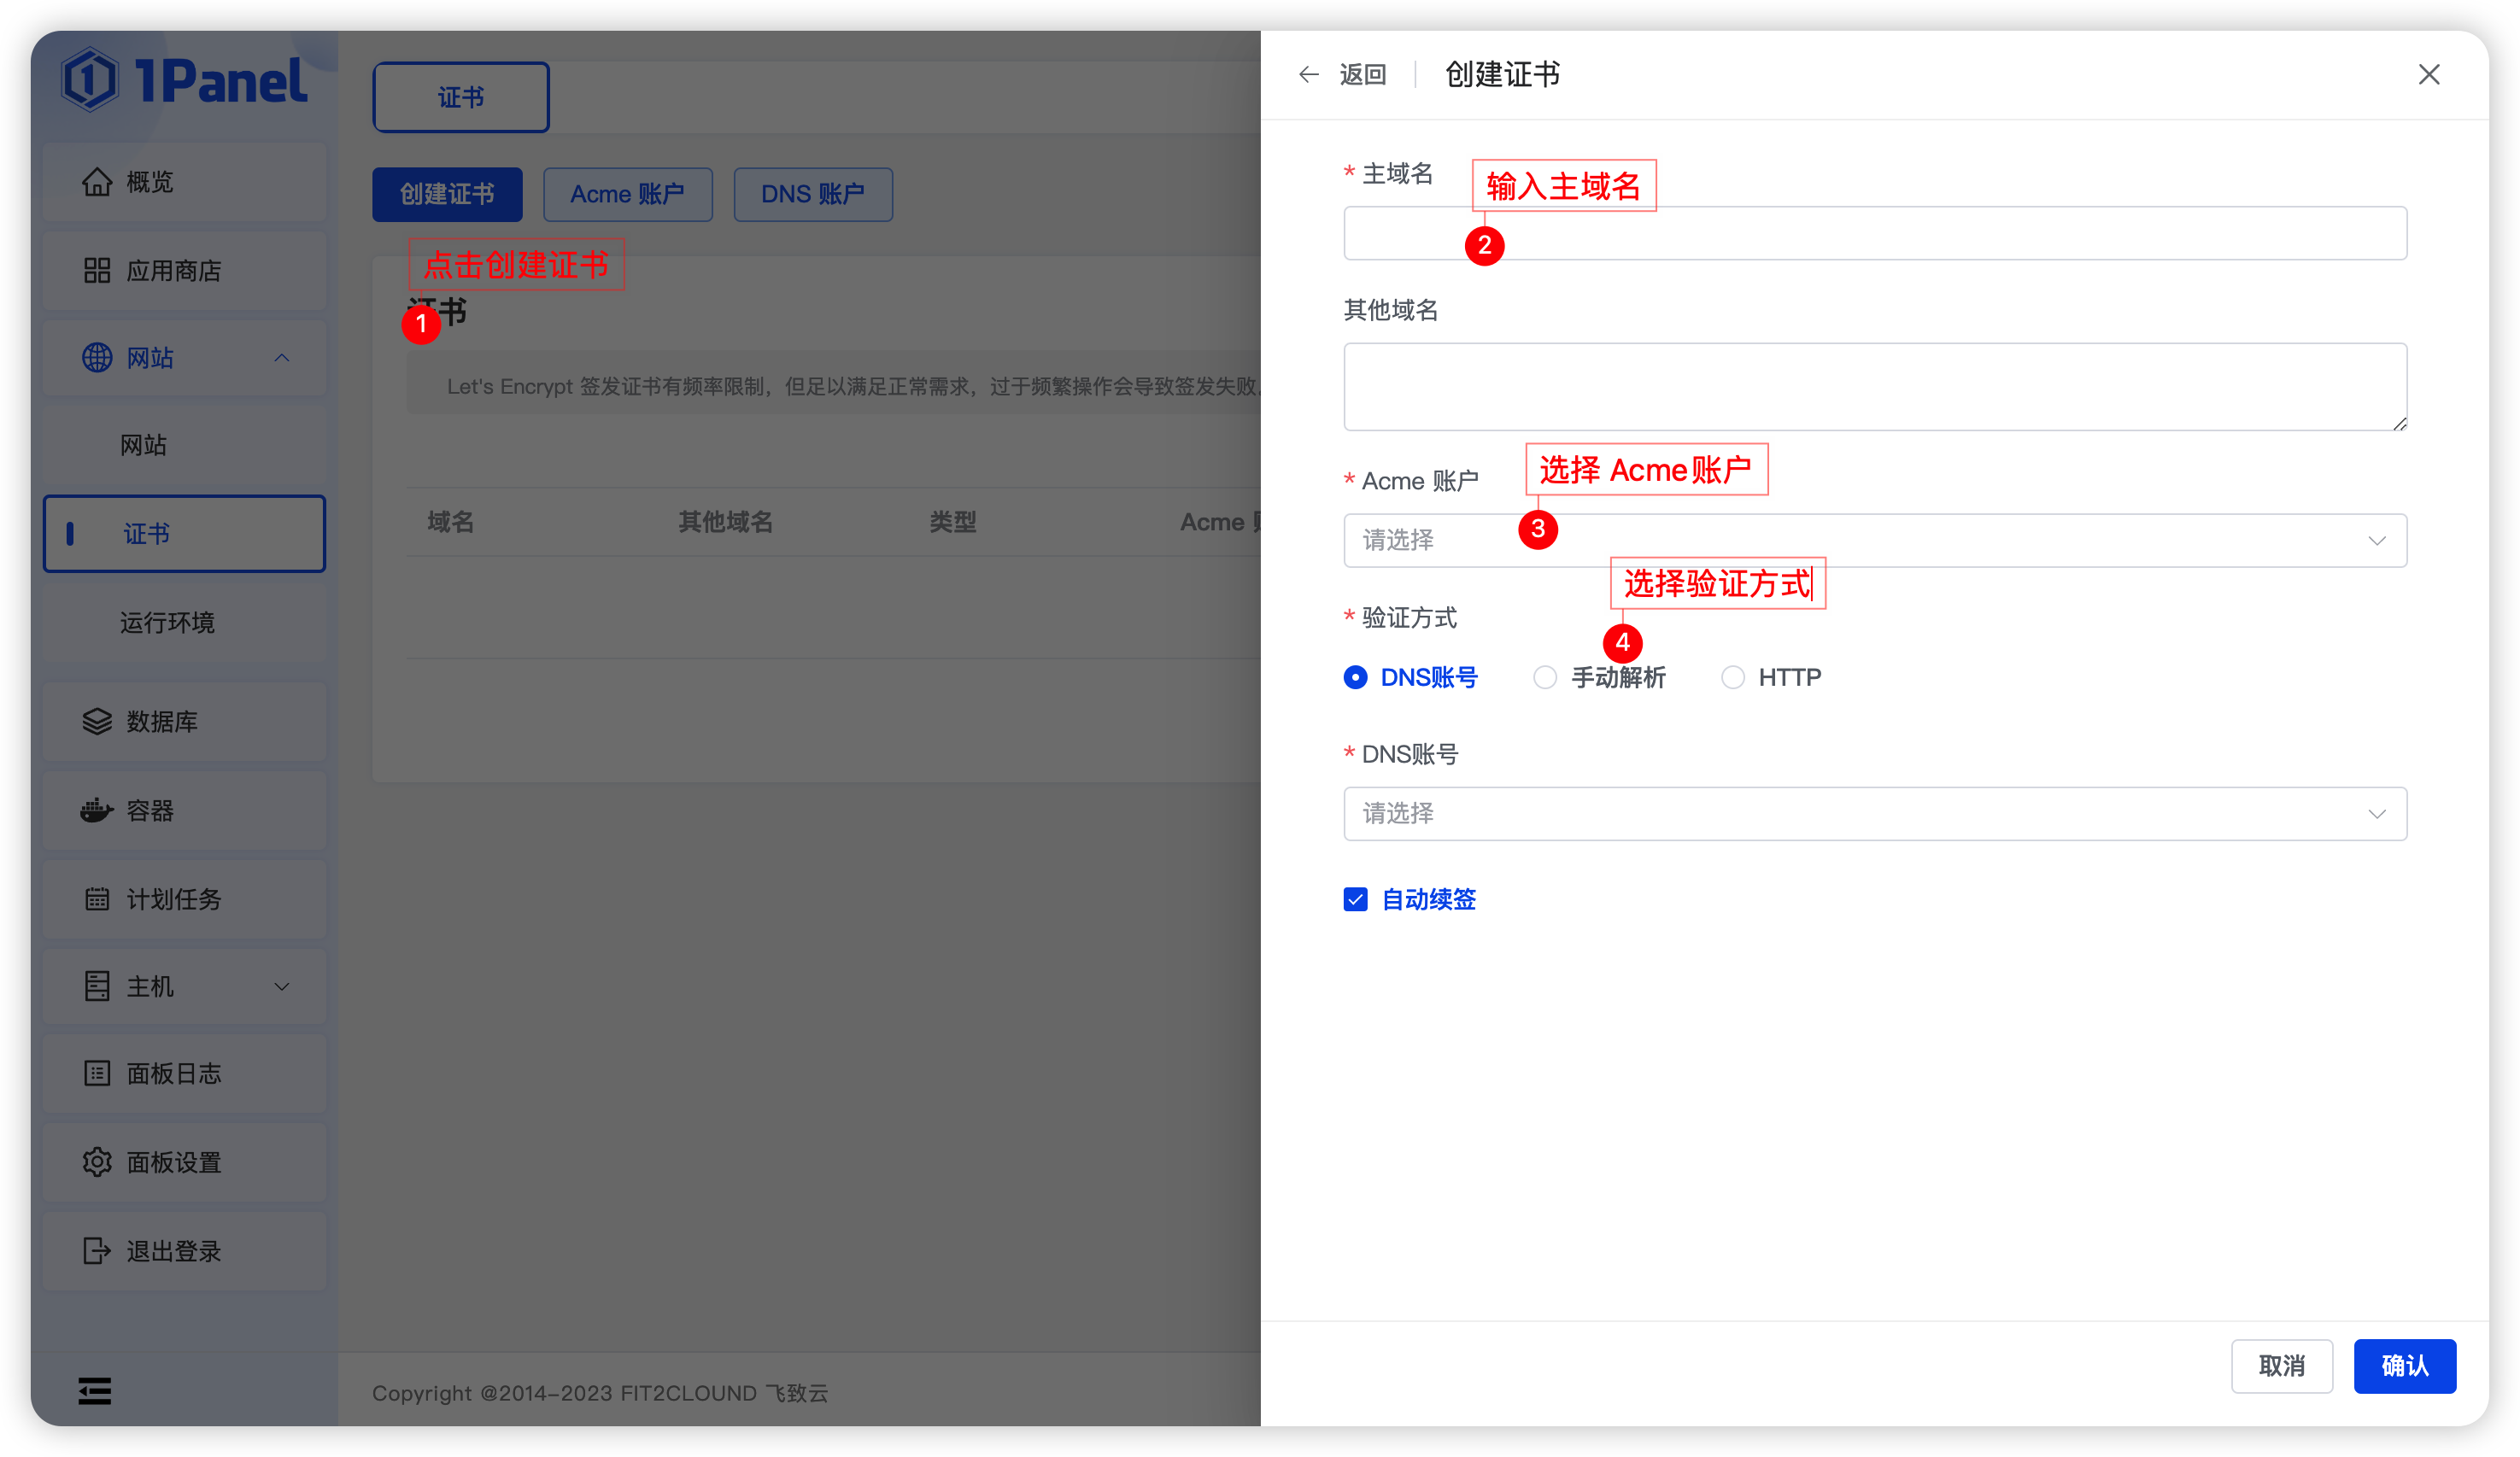 1Panel
概览
应用商店
网站
网站
证书
运行环境
数据库
容器
计划任务
主机
面板日志
面板设置
退出登录
证书
创建证书
Acme 账户
DNS 账户
点击创建证书
1
证书
Let's Encrypt 签发证书有频率限制，但足以满足正常需求，过于频繁操作会导致签发失败
域名
其他域名
类型
Acme
Copyright @2014-2023 FIT2CLOUND 飞致云
返回
创建证书
* 主域名
输入主域名
2
其他域名
* Acme 账户
选择 Acme账户
3
请选择
选择验证方式
* 验证方式
4
DNS账号
手动解析
HTTP
* DNS账号
请选择
自动续签
取消
确认